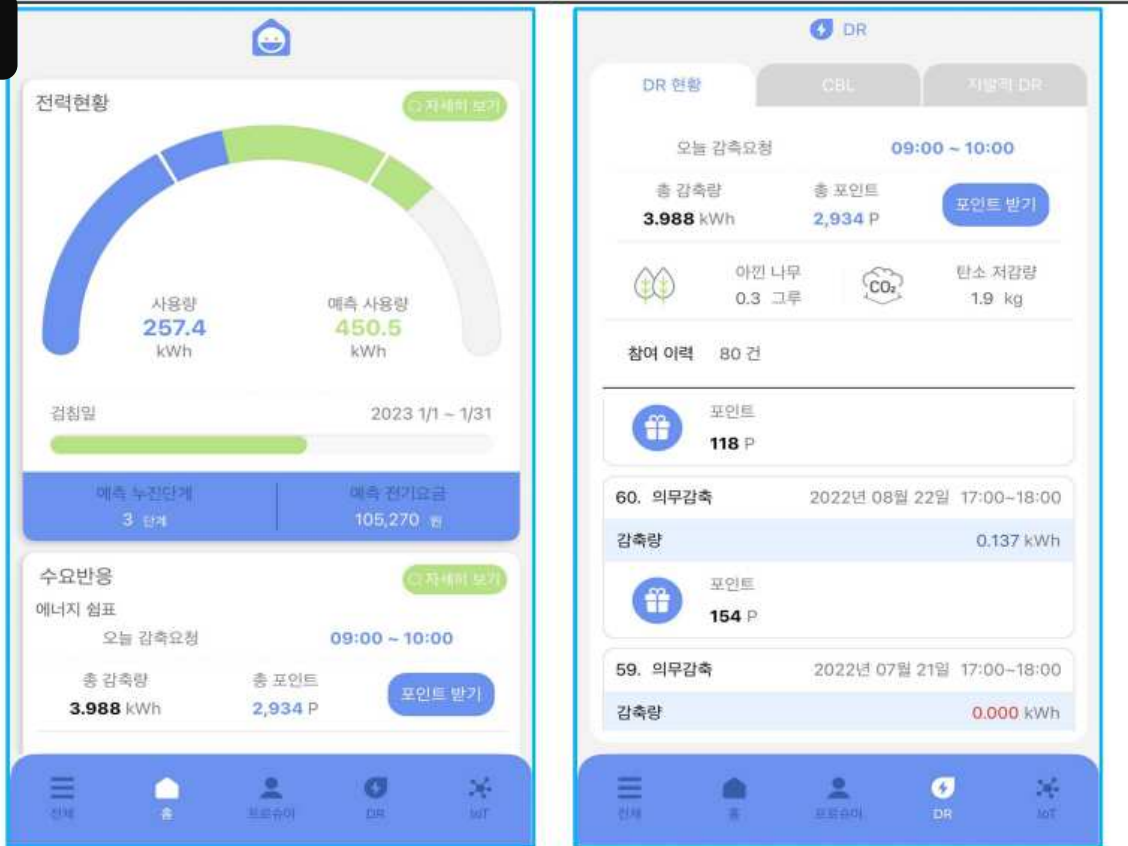 전력현황
자세히 보기
사용량
257.4
kWh
예측 사용량
450.5
kWh
검침일 2023 1/1 ~ 1/31
예측 누진단계
3 단계
예측 전기요금
105,270 원
수요반응
자세히 보기
에너지 쉼표
오늘 감축요청 09:00 ~ 10:00
총 감축량
3.988 kWh
총 포인트
2,934 P
포인트 받기
전체
홈
프로슈머
DR
IoT
DR
DR 현황
CBL
자발적 DR
오늘 감축요청 09:00 ~ 10:00
총 감축량
3.988 kWh
총 포인트
2,934 P
포인트 받기
아낀 나무
0.3 그루
CO₂
탄소 저감량
1.9 kg
참여 이력 80 건
포인트
118 P
60. 의무감축 2022년 08월 22일 17:00~18:00
감축량 0.137 kWh
포인트
154 P
59. 의무감축 2022년 07월 21일 17:00~18:00
감축량 0.000 kWh
전체
홈
프로슈머
DR
IoT